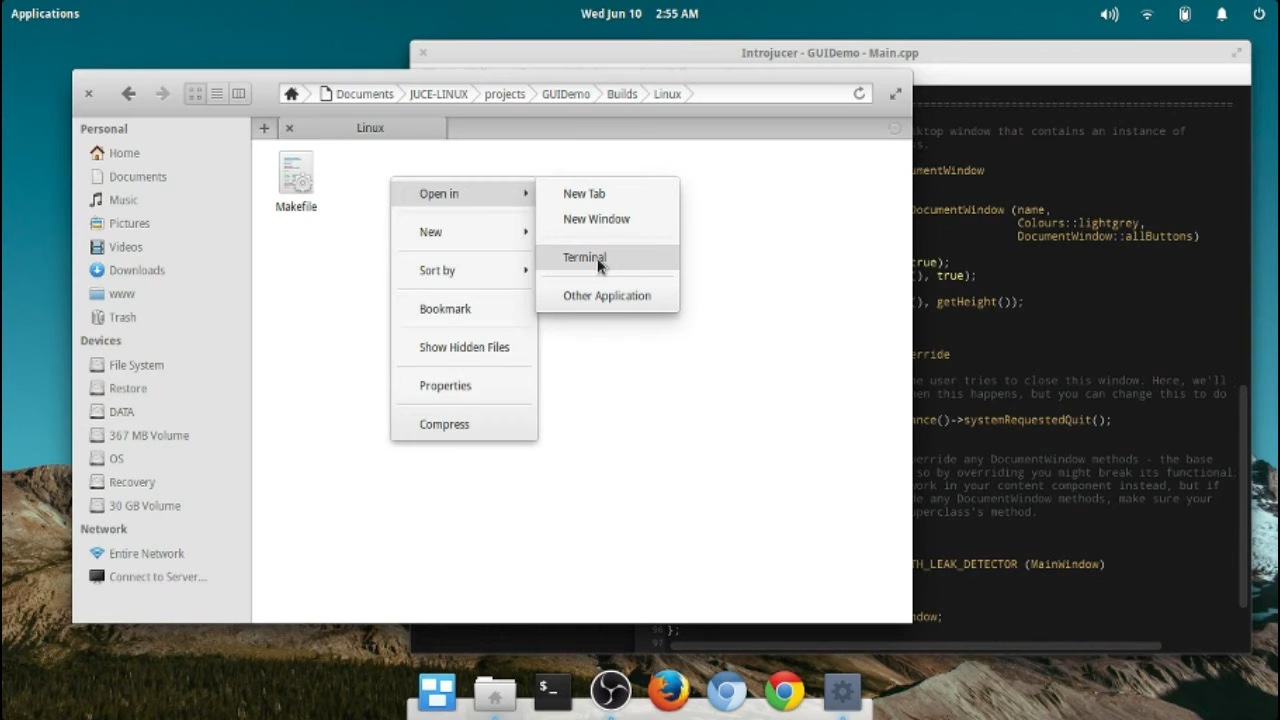 Applications
Wed Jun 10 2:55 AM
Introjucer - GUIDemo - Main.cpp
Documents JUCE-LINUX projects GUIDemo Builds Linux
Linux
Personal
Home
Documents
Music
Pictures
Videos
Downloads
www
Trash
Devices
File System
Restore
DATA
367 MB Volume
OS
Recovery
30 GB Volume
Network
Entire Network
Connect to Server...
Makefile
Open in
New
Sort by
Bookmark
Show Hidden Files
Properties
Compress
New Tab
New Window
Terminal
Other Application
ktop window that contains an instance of
s.
umentWindow
DocumentWindow (name,
Colours::lightgrey,
DocumentWindow::allButtons)
true);
(), true);
(), getHeight());
erride
he user tries to close this window. Here, we'll
hen this happens, but you can change this to do
ance()->systemRequestedQuit();
erride any DocumentWindow methods - the base
so by overriding you might break its functional
work in your content component instead, but if
de any DocumentWindow methods, make sure your
uperclass's method.
TH_LEAK_DETECTOR (MainWindow)
ndow;
96 };
97